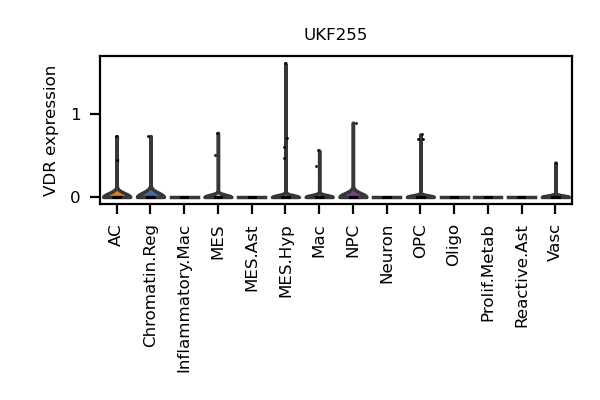 UKF255
VDR expression
1
0
AC
Chromatin.Reg
Inflammatory.Mac
MES
MES.Ast
MES.Hyp
Mac
NPC
Neuron
OPC
Oligo
Prolif.Metab
Reactive.Ast
Vasc